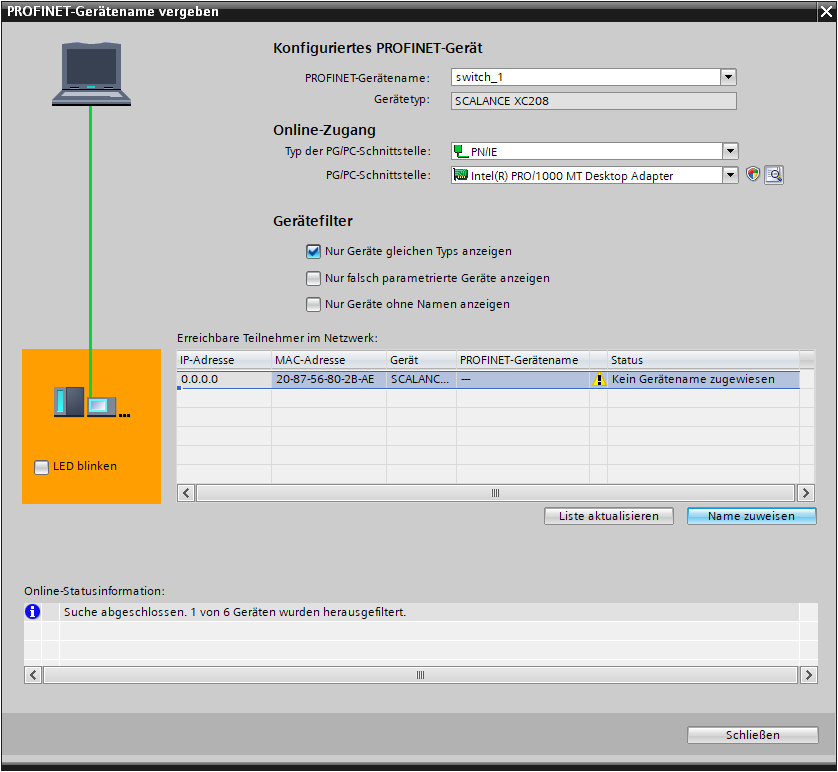 PROFINET-Gerätename vergeben
Konfiguriertes PROFINET-Gerät
PROFINET-Gerätename: switch_1
Gerätetyp: SCALANCE XC208
Online-Zugang
Typ der PG/PC-Schnittstelle: PN/IE
PG/PC-Schnittstelle: Intel(R) PRO/1000 MT Desktop Adapter
Gerätefilter
Nur Geräte gleichen Typs anzeigen
Nur falsch parametrierte Geräte anzeigen
Nur Geräte ohne Namen anzeigen
Erreichbare Teilnehmer im Netzwerk:
IP-Adresse MAC-Adresse Gerät PROFINET-Gerätename Status
0.0.0.0 20-87-56-80-2B-AE SCALANC... --- Kein Gerätename zugewiesen
LED blinken
Liste aktualisieren Name zuweisen
Online-Statusinformation:
Suche abgeschlossen. 1 von 6 Geräten wurden herausgefiltert.
Schließen